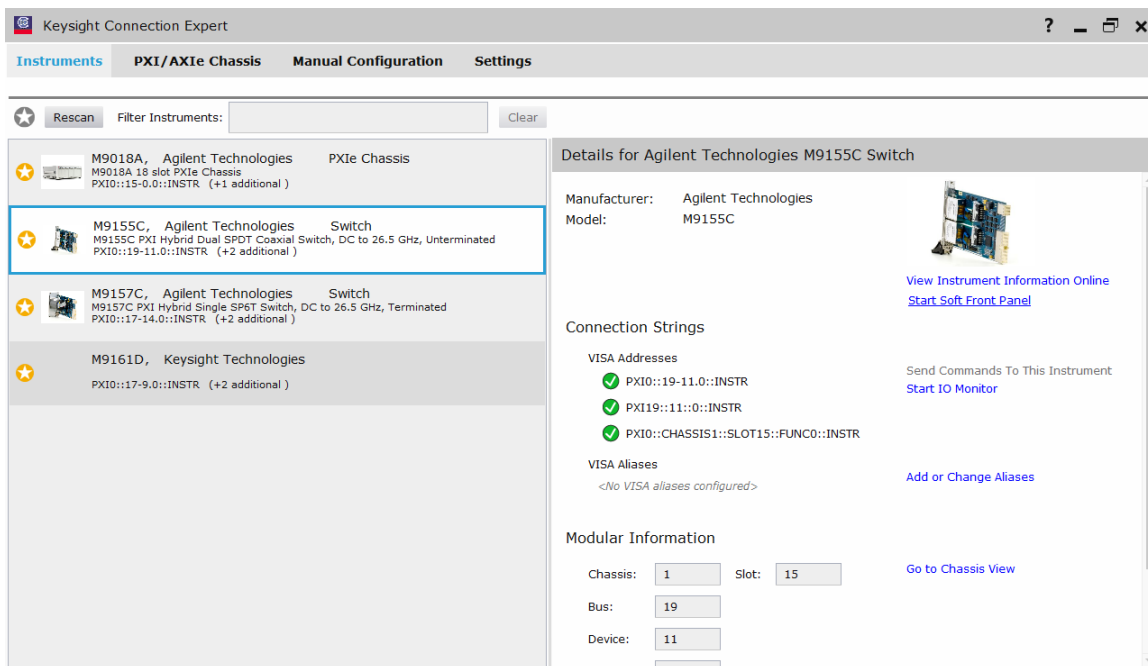 Keysight Connection Expert
?
Instruments PXI/AXIe Chassis Manual Configuration Settings
Rescan Filter Instruments: Clear
M9018A, Agilent Technologies PXIe Chassis
M9018A 18 slot PXIe Chassis
PXI0::15-0.0::INSTR (+1 additional )
M9155C, Agilent Technologies Switch
M9155C PXI Hybrid Dual SPDT Coaxial Switch, DC to 26.5 GHz, Unterminated
PXI0::19-11.0::INSTR (+2 additional )
M9157C, Agilent Technologies Switch
M9157C PXI Hybrid Single SP6T Switch, DC to 26.5 GHz, Terminated
PXI0::17-14.0::INSTR (+2 additional )
M9161D, Keysight Technologies
PXI0::17-9.0::INSTR (+2 additional )
Details for Agilent Technologies M9155C Switch
Manufacturer: Agilent Technologies
Model: M9155C
View Instrument Information Online
Start Soft Front Panel
Connection Strings
VISA Addresses
PXI0::19-11.0::INSTR
PXI19::11::0::INSTR
PXI0::CHASSIS1::SLOT15::FUNC0::INSTR
Send Commands To This Instrument
Start IO Monitor
VISA Aliases
<No VISA aliases configured>
Add or Change Aliases
Modular Information
Chassis: 1 Slot: 15
Go to Chassis View
Bus: 19
Device: 11